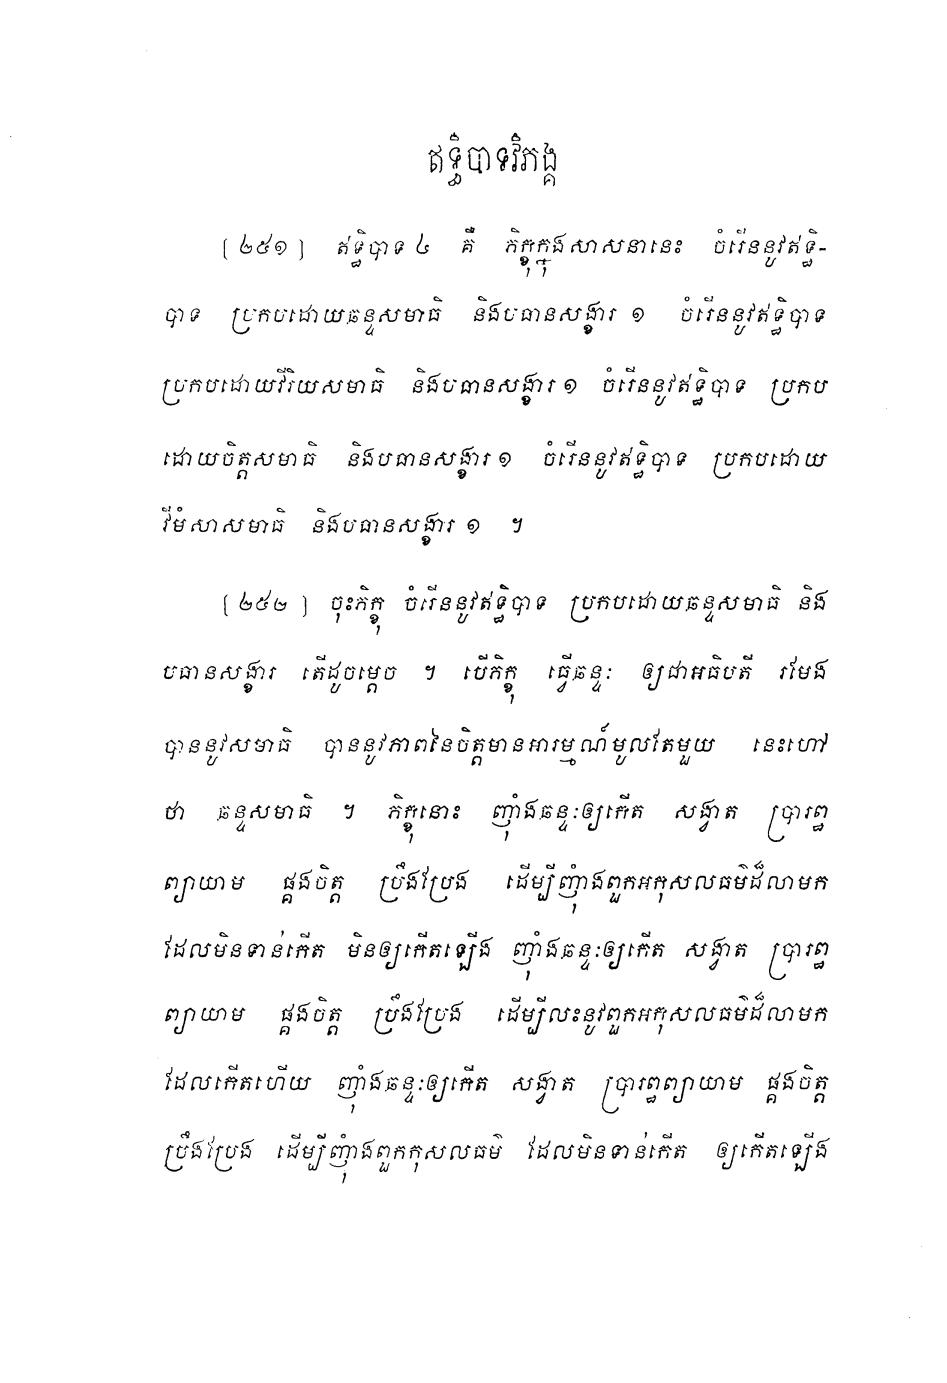 ឥទ្ធិបាទវិភង្គ
[២៥១] ឥទ្ធិបាទ ៤ គឺ ភិក្ខុក្នុងសាសនានេះ ចំរើននូវឥទ្ធិ-
បាទ ប្រកបដោយឆន្ទសមាធិ និងបធានសង្ខារ ១ ចំរើននូវឥទ្ធិបាទ
ប្រកបដោយវីរិយសមាធិ និងបធានសង្ខារ ១ ចំរើននូវឥទ្ធិបាទ ប្រកប
ដោយចិត្តសមាធិ និងបធានសង្ខារ ១ ចំរើននូវឥទ្ធិបាទ ប្រកបដោយ
វីមំសាសមាធិ និងបធានសង្ខារ ១ ។
[២៥២] ចុះភិក្ខុ ចំរើននូវឥទ្ធិបាទ ប្រកបដោយឆន្ទសមាធិ និង
បធានសង្ខារ តើដូចម្តេច ។ បើភិក្ខុ ធ្វើឆន្ទៈ ឲ្យជាអធិបតី រមែង
បាននូវសមាធិ បាននូវភាពនៃចិត្តមានអារម្មណ៍មូលតែមួយ នេះហៅ
ថា ឆន្ទសមាធិ ។ ភិក្ខុនោះ ញ៉ាំងឆន្ទៈឲ្យកើត សង្វាត ប្រារព្ធ
ព្យាយាម ផ្គងចិត្ត ប្រឹងប្រែង ដើម្បីញុំាងពួកអកុសលធម៌ដ៏លាមក
ដែលមិនទាន់កើត មិនឲ្យកើតឡើង ញ៉ាំងឆន្ទៈឲ្យកើត សង្វាត ប្រារព្ធ
ព្យាយាម ផ្គងចិត្ត ប្រឹងប្រែង ដើម្បីលះនូវពួកអកុសលធម៌ដ៏លាមក
ដែលកើតហើយ ញ៉ាំងឆន្ទៈឲ្យកើត សង្វាត ប្រារព្ធព្យាយាម ផ្គងចិត្ត
ប្រឹងប្រែង ដើម្បីញុំាងពួកកុសលធម៌ ដែលមិនទាន់កើត ឲ្យកើតឡើង